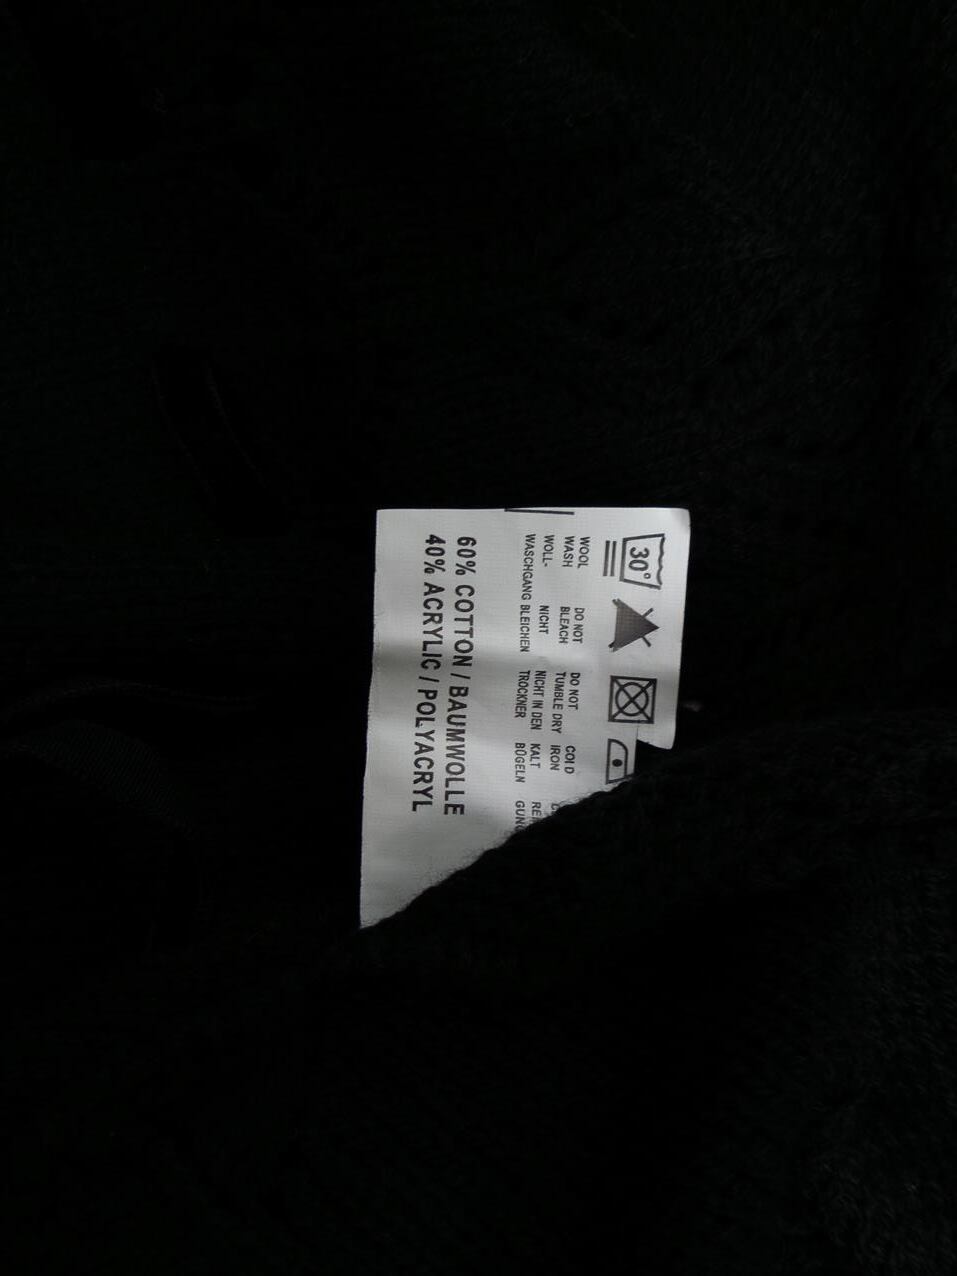 30°
WOOL DO NOT DO NOT COLD
WASH BLEACH TUMBLE DRY IRON
WOLL- NICHT NICHT IN DEN KALT
WASCHGANG BLEICHEN TROCKNER BÜGELN
60% COTTON / BAUMWOLLE
40% ACRYLIC / POLYACRYL